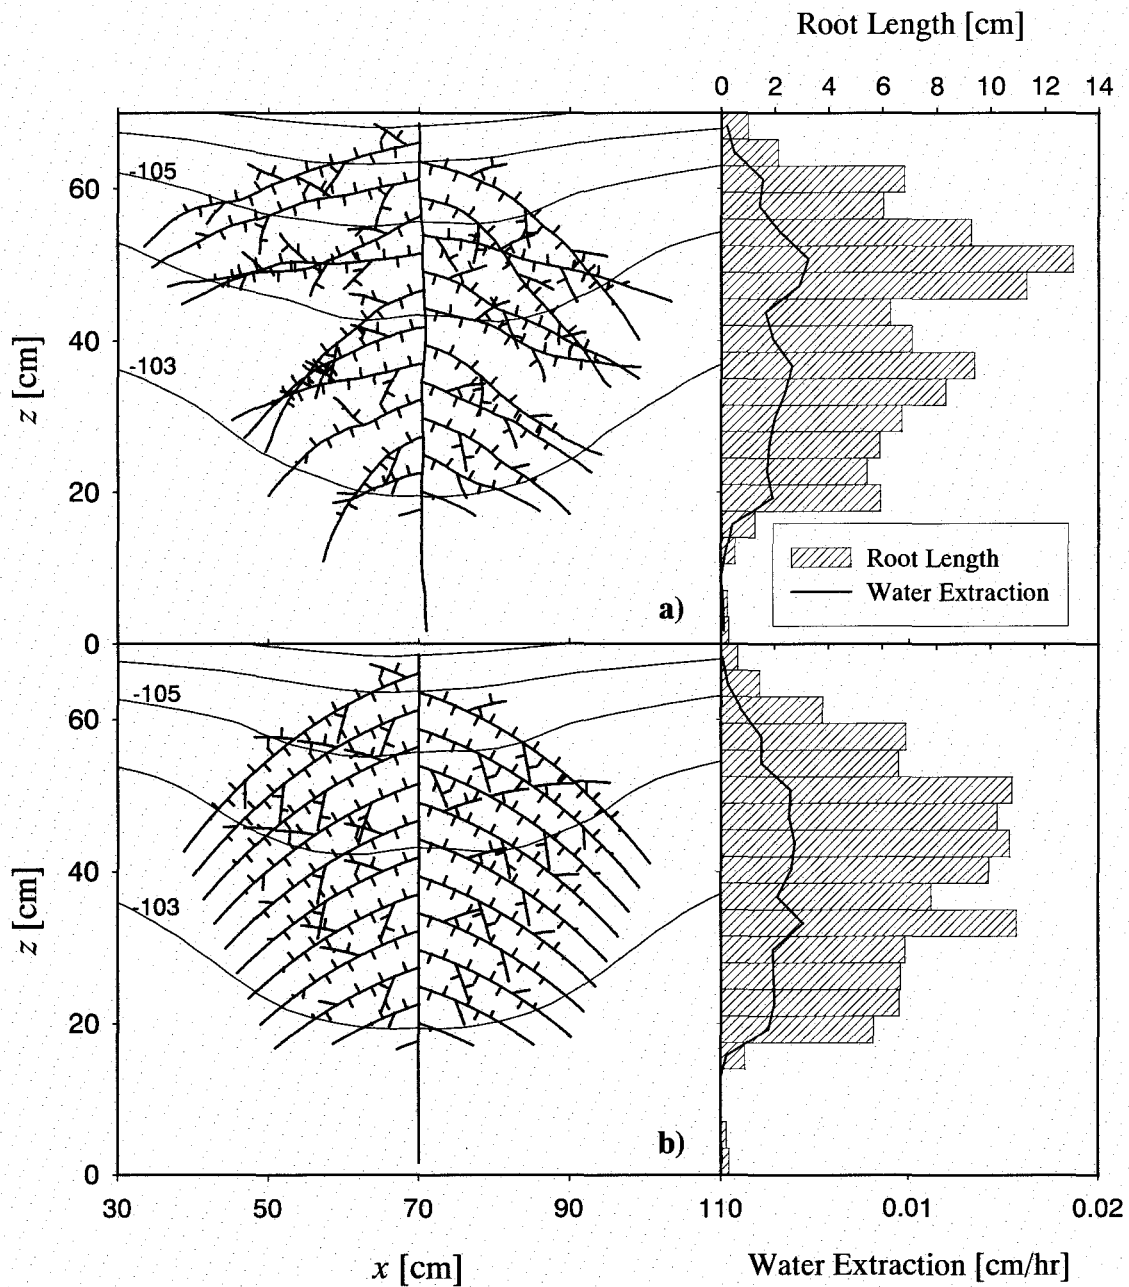 Root Length [cm]
0 2 4 6 8 10 12 14
-105
60
-103
40
z [cm]
20
Root Length
Water Extraction
a)
0
-105
60
40
-103
z [cm]
20
b)
0
30 50 70 90 110 0.01 0.02
x [cm] Water Extraction [cm/hr]